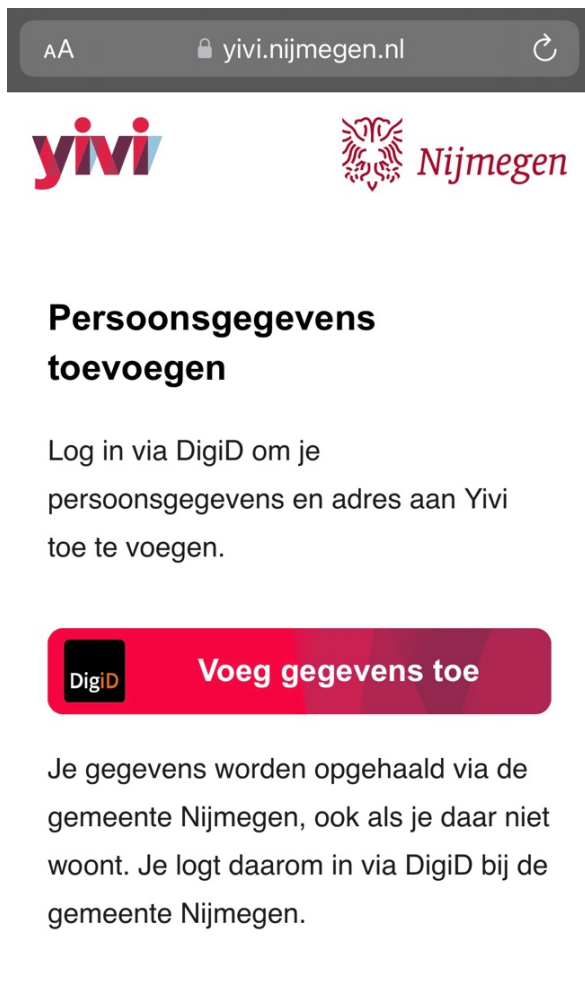 AA yivi.nijmegen.nl
yivi Nijmegen
Persoonsgegevens
toevoegen
Log in via DigiD om je
persoonsgegevens en adres aan Yivi
toe te voegen.
DigiD Voeg gegevens toe
Je gegevens worden opgehaald via de
gemeente Nijmegen, ook als je daar niet
woont. Je logt daarom in via DigiD bij de
gemeente Nijmegen.